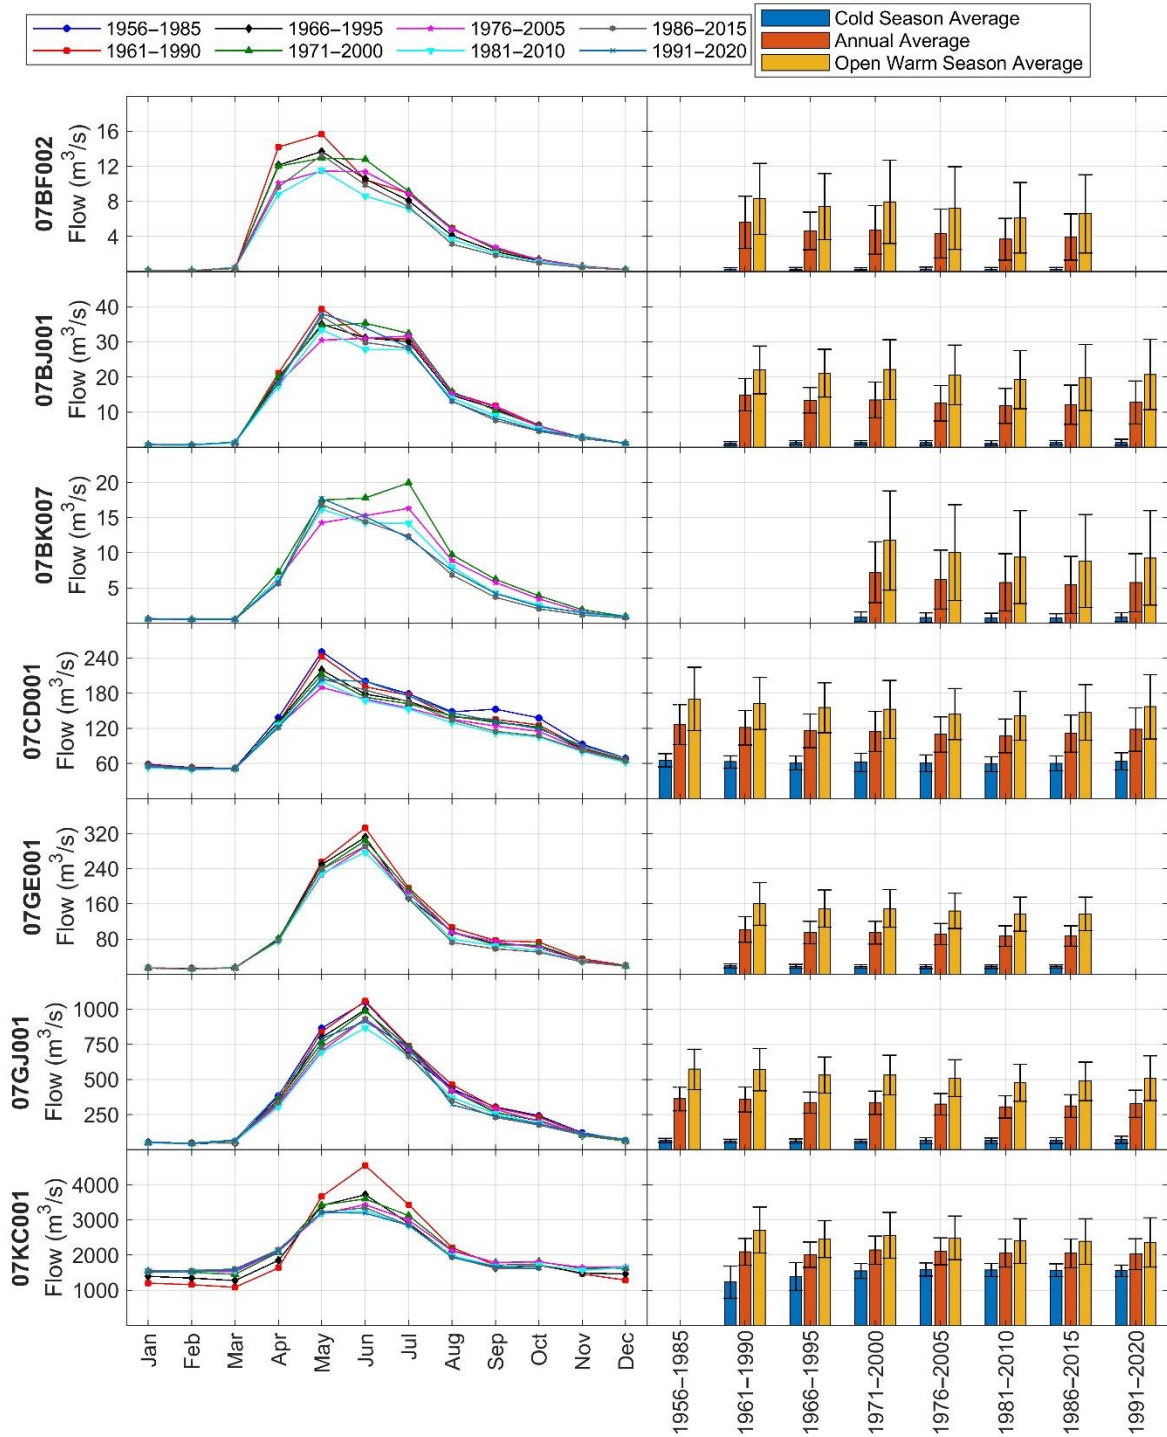 1956−1985 1966−1995 1976−2005 1986−2015
1961−1990 1971−2000 1981−2010 1991−2020
Cold Season Average
Annual Average
Open Warm Season Average
07BF002
Flow (m³/s)
16
12
8
4
07BJ001
Flow (m³/s)
40
30
20
10
07BK007
Flow (m³/s)
20
15
10
5
07CD001
Flow (m³/s)
240
180
120
60
07GE001
Flow (m³/s)
320
240
160
80
07GJ001
Flow (m³/s)
1000
750
500
250
07KC001
Flow (m³/s)
4000
3000
2000
1000
Jan
Feb
Mar
Apr
May
Jun
Jul
Aug
Sep
Oct
Nov
Dec
1956−1985
1961−1990
1966−1995
1971−2000
1976−2005
1981−2010
1986−2015
1991−2020